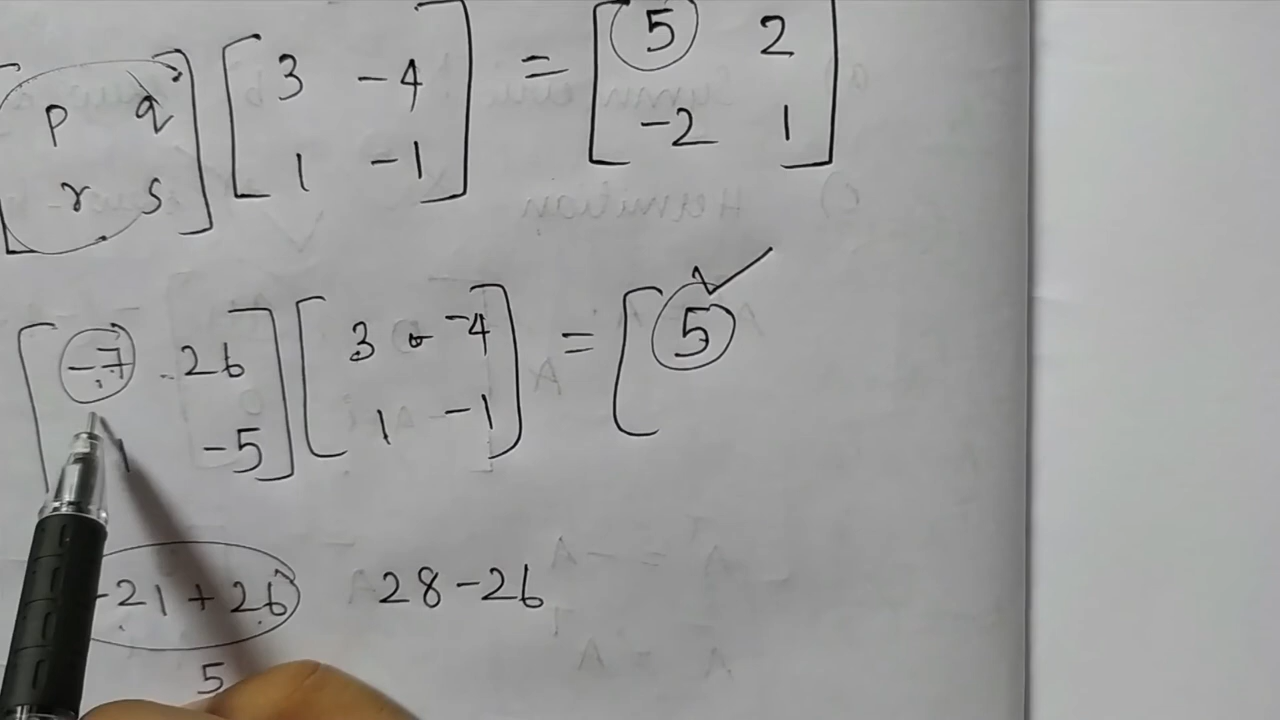 [ p q ] [ 3 -4 ] = [ 5 2 ]
[ r s ] [ 1 -1 ] [ -2 1 ]
[ -7 26 ] [ 3 -4 ] = [ 5
[ -5 ] [ 1 -1 ] [
-21 + 26 28 - 26
5